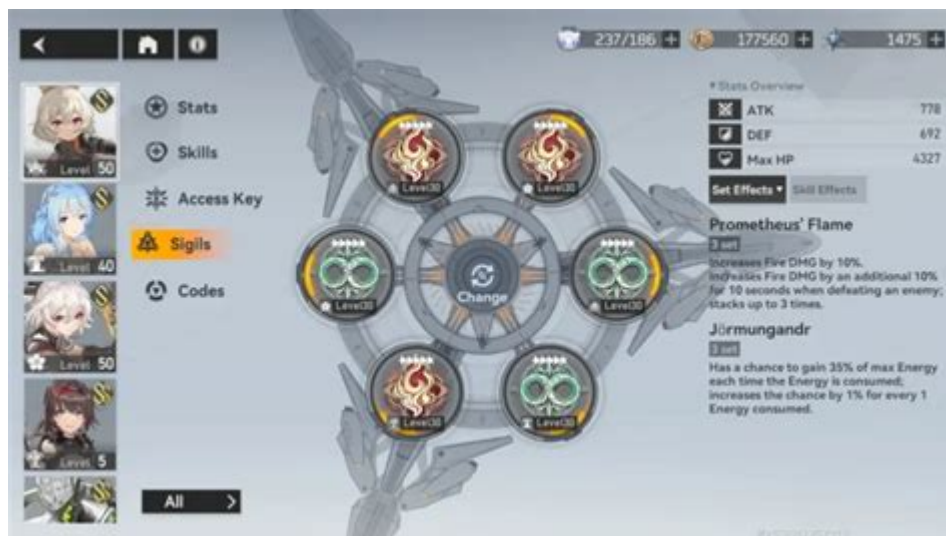 237/186
177560
1475
Stats
Skills
Access Key
Sigils
Codes
All
Level 50
Level 40
Level 50
Level 5
Level30
Level30
Level30
Change
Level30
Level30
Level30
Stats Overview
ATK 778
DEF 692
Max HP 4327
Set Effects Skill Effects
Prometheus' Flame
3 set
Increases Fire DMG by 10%.
Increases Fire DMG by an additional 10%
for 10 seconds when defeating an enemy;
stacks up to 3 times.
Jörmungandr
3 set
Has a chance to gain 35% of max Energy
each time the Energy is consumed;
increases the chance by 1% for every 1
Energy consumed.